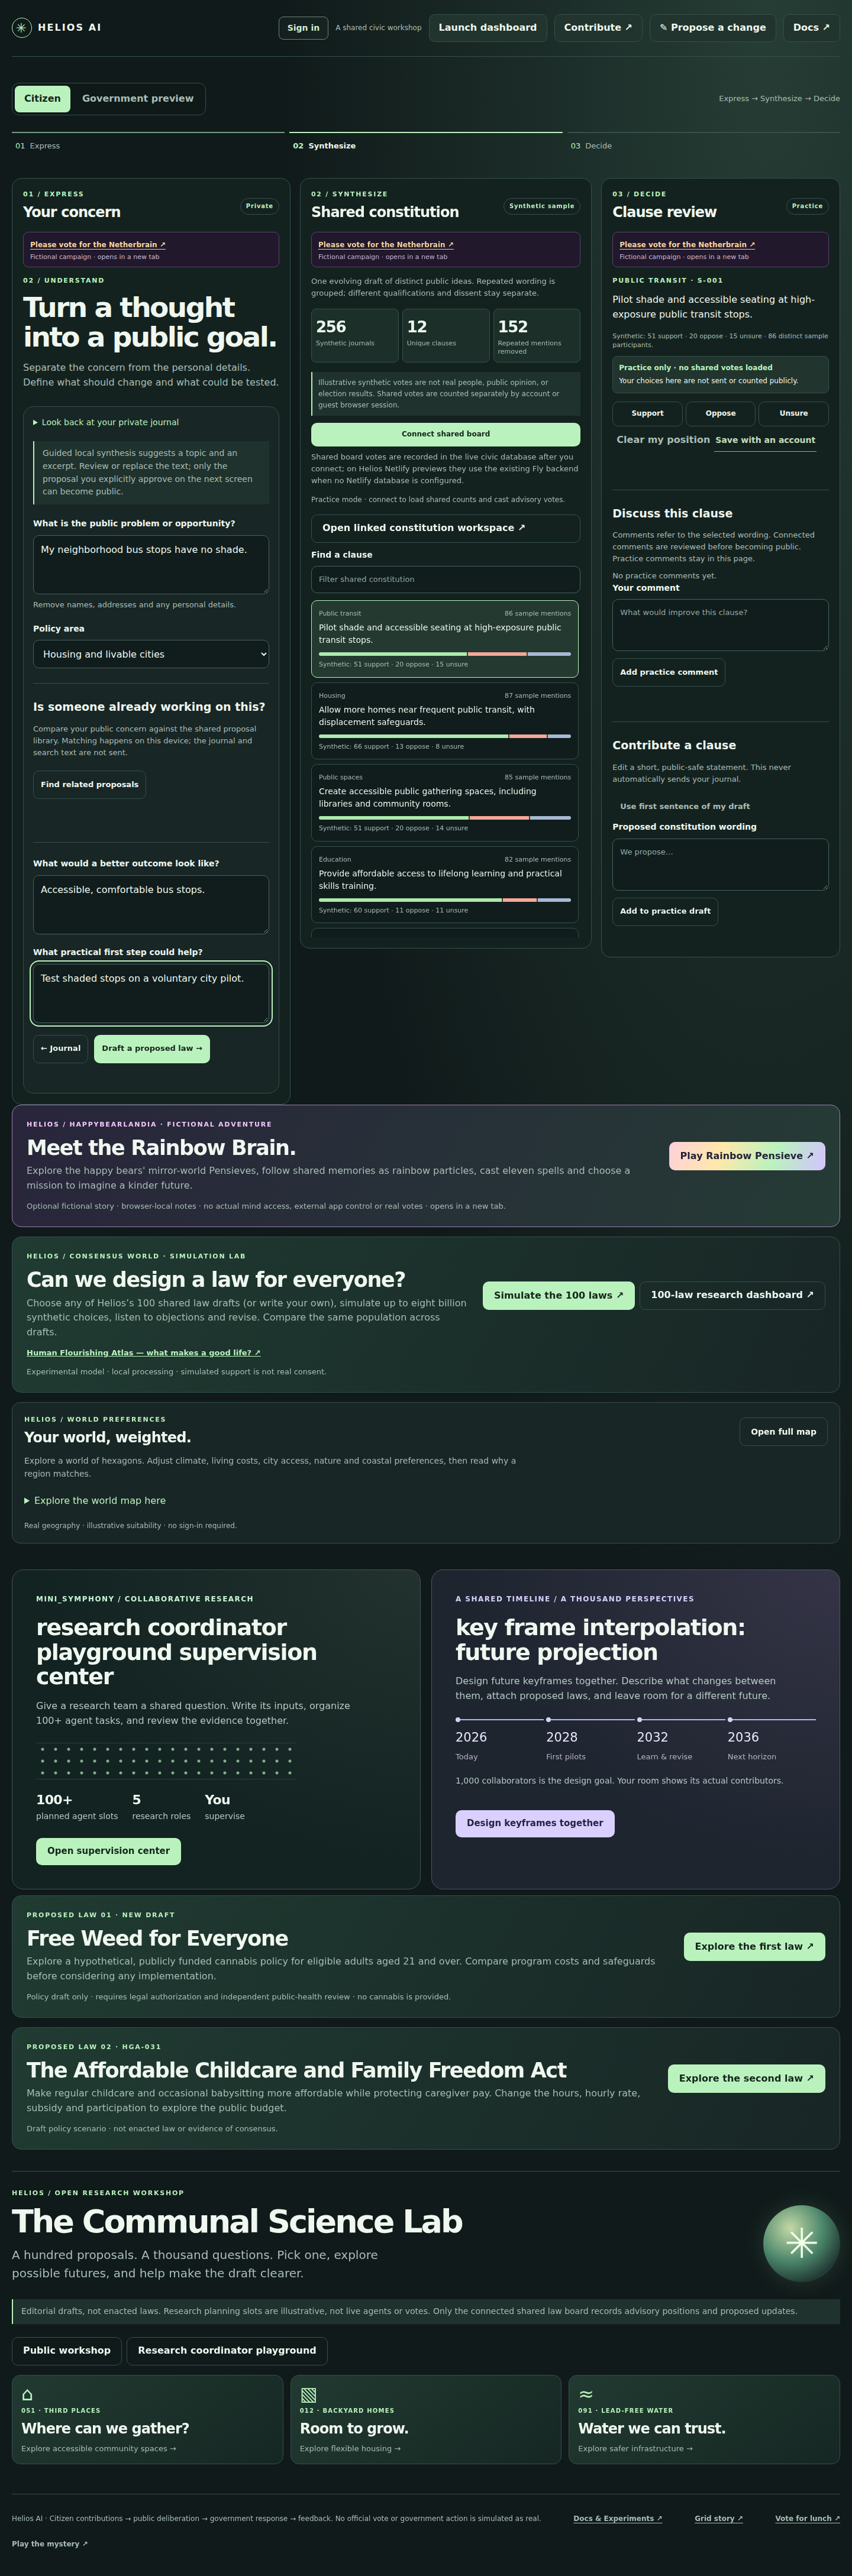 HELIOS AI
Sign in
A shared civic workshop
Launch dashboard
Contribute ↗
✎ Propose a change
Docs ↗
Citizen
Government preview
Express → Synthesize → Decide
01 Express
02 Synthesize
03 Decide
01 / EXPRESS
Your concern
Private
Please vote for the Netherbrain ↗
Fictional campaign · opens in a new tab
02 / UNDERSTAND
Turn a thought
into a public goal.
Separate the concern from the personal details.
Define what should change and what could be tested.
▶ Look back at your private journal
Guided local synthesis suggests a topic and an
excerpt. Review or replace the text; only the
proposal you explicitly approve on the next screen
can become public.
What is the public problem or opportunity?
My neighborhood bus stops have no shade.
Remove names, addresses and any personal details.
Policy area
Housing and livable cities
Is someone already working on this?
Compare your public concern against the shared proposal
library. Matching happens on this device; the journal and
search text are not sent.
Find related proposals
What would a better outcome look like?
Accessible, comfortable bus stops.
What practical first step could help?
Test shaded stops on a voluntary city pilot.
← Journal
Draft a proposed law →
02 / SYNTHESIZE
Shared constitution
Synthetic sample
Please vote for the Netherbrain ↗
Fictional campaign · opens in a new tab
One evolving draft of distinct public ideas. Repeated wording is
grouped; different qualifications and dissent stay separate.
256
Synthetic journals
12
Unique clauses
152
Repeated mentions
removed
Illustrative synthetic votes are not real people, public opinion, or
election results. Shared votes are counted separately by account or
guest browser session.
Connect shared board
Shared board votes are recorded in the live civic database after you
connect; on Helios Netlify previews they use the existing Fly backend
when no Netlify database is configured.
Practice mode · connect to load shared counts and cast advisory votes.
Open linked constitution workspace ↗
Find a clause
Filter shared constitution
Public transit
86 sample mentions
Pilot shade and accessible seating at high-exposure public
transit stops.
Synthetic: 51 support · 20 oppose · 15 unsure
Housing
87 sample mentions
Allow more homes near frequent public transit, with
displacement safeguards.
Synthetic: 66 support · 13 oppose · 8 unsure
Public spaces
85 sample mentions
Create accessible public gathering spaces, including
libraries and community rooms.
Synthetic: 51 support · 20 oppose · 14 unsure
Education
82 sample mentions
Provide affordable access to lifelong learning and practical
skills training.
Synthetic: 60 support · 11 oppose · 11 unsure
03 / DECIDE
Clause review
Practice
Please vote for the Netherbrain ↗
Fictional campaign · opens in a new tab
PUBLIC TRANSIT · S-001
Pilot shade and accessible seating at high-
exposure public transit stops.
Synthetic: 51 support · 20 oppose · 15 unsure · 86 distinct sample
participants.
Practice only · no shared votes loaded
Your choices here are not sent or counted publicly.
Support
Oppose
Unsure
Clear my position
Save with an account
Discuss this clause
Comments refer to the selected wording. Connected
comments are reviewed before becoming public.
Practice comments stay in this page.
No practice comments yet.
Your comment
What would improve this clause?
Add practice comment
Contribute a clause
Edit a short, public-safe statement. This never
automatically sends your journal.
Use first sentence of my draft
Proposed constitution wording
We propose...
Add to practice draft
HELIOS / HAPPYBEARLANDIA · FICTIONAL ADVENTURE
Meet the Rainbow Brain.
Explore the happy bears' mirror-world Pensieves, follow shared memories as rainbow particles, cast eleven spells and choose a
mission to imagine a kinder future.
Optional fictional story · browser-local notes · no actual mind access, external app control or real votes · opens in a new tab.
Play Rainbow Pensieve ↗
HELIOS / CONSENSUS WORLD · SIMULATION LAB
Can we design a law for everyone?
Choose any of Helios's 100 shared law drafts (or write your own), simulate up to eight billion
synthetic choices, listen to objections and revise. Compare the same population across
drafts.
Human Flourishing Atlas — what makes a good life? ↗
Experimental model · local processing · simulated support is not real consent.
Simulate the 100 laws ↗
100-law research dashboard ↗
HELIOS / WORLD PREFERENCES
Your world, weighted.
Explore a world of hexagons. Adjust climate, living costs, city access, nature and coastal preferences, then read why a
region matches.
▶ Explore the world map here
Real geography · illustrative suitability · no sign-in required.
Open full map
MINI_SYMPHONY / COLLABORATIVE RESEARCH
research coordinator
playground supervision
center
Give a research team a shared question. Write its inputs, organize
100+ agent tasks, and review the evidence together.
100+
planned agent slots
5
research roles
You
supervise
Open supervision center
A SHARED TIMELINE / A THOUSAND PERSPECTIVES
key frame interpolation:
future projection
Design future keyframes together. Describe what changes between
them, attach proposed laws, and leave room for a different future.
2026
Today
2028
First pilots
2032
Learn & revise
2036
Next horizon
1,000 collaborators is the design goal. Your room shows its actual contributors.
Design keyframes together
PROPOSED LAW 01 · NEW DRAFT
Free Weed for Everyone
Explore a hypothetical, publicly funded cannabis policy for eligible adults aged 21 and over. Compare program costs and safeguards
before considering any implementation.
Policy draft only · requires legal authorization and independent public-health review · no cannabis is provided.
Explore the first law ↗
PROPOSED LAW 02 · HGA-031
The Affordable Childcare and Family Freedom Act
Make regular childcare and occasional babysitting more affordable while protecting caregiver pay. Change the hours, hourly rate,
subsidy and participation to explore the public budget.
Draft policy scenario · not enacted law or evidence of consensus.
Explore the second law ↗
HELIOS / OPEN RESEARCH WORKSHOP
The Communal Science Lab
A hundred proposals. A thousand questions. Pick one, explore
possible futures, and help make the draft clearer.
Editorial drafts, not enacted laws. Research planning slots are illustrative, not live agents or votes. Only the connected shared law board records advisory positions and proposed updates.
Public workshop
Research coordinator playground
051 · THIRD PLACES
Where can we gather?
Explore accessible community spaces →
012 · BACKYARD HOMES
Room to grow.
Explore flexible housing →
091 · LEAD-FREE WATER
Water we can trust.
Explore safer infrastructure →
Helios AI · Citizen contributions → public deliberation → government response → feedback. No official vote or government action is simulated as real.
Docs & Experiments ↗
Grid story ↗
Vote for lunch ↗
Play the mystery ↗